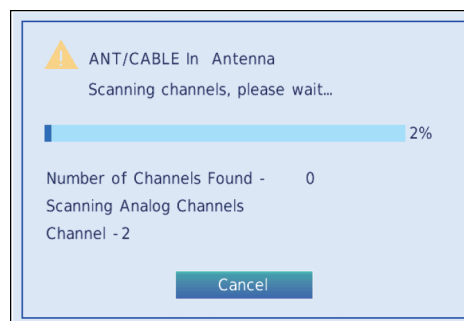 ANT/CABLE In Antenna
Scanning channels, please wait...
2%
Number of Channels Found - 0
Scanning Analog Channels
Channel - 2
Cancel